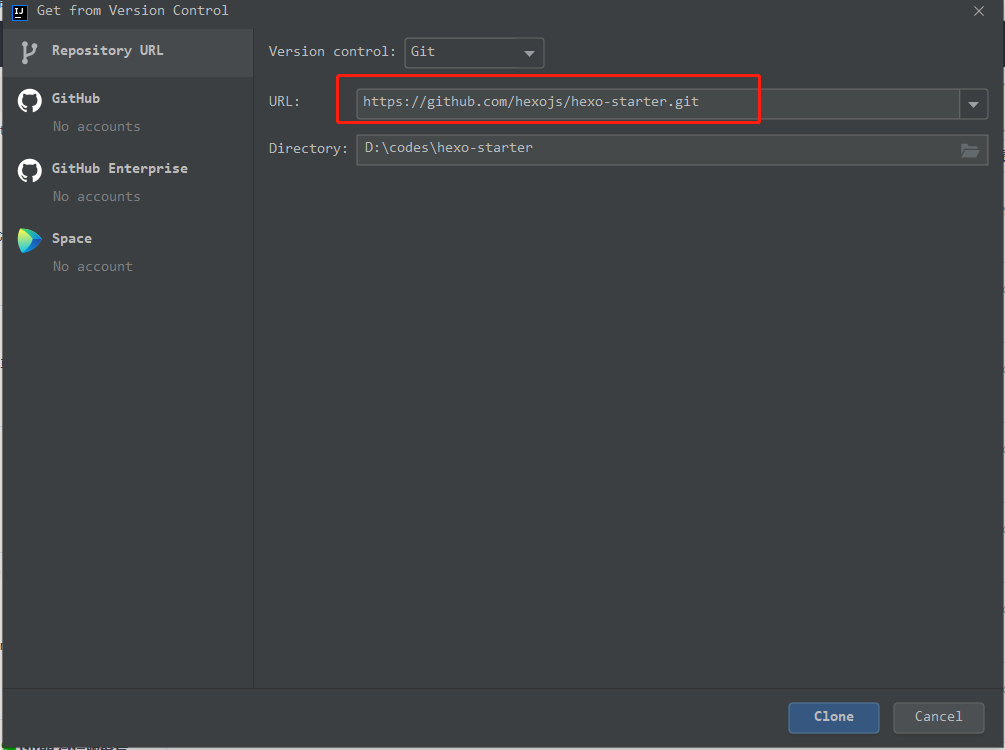 IJ Get from Version Control
Repository URL
GitHub
No accounts
GitHub Enterprise
No accounts
Space
No account
Version control: Git
URL: https://github.com/hexojs/hexo-starter.git
Directory: D:\codes\hexo-starter
Clone Cancel